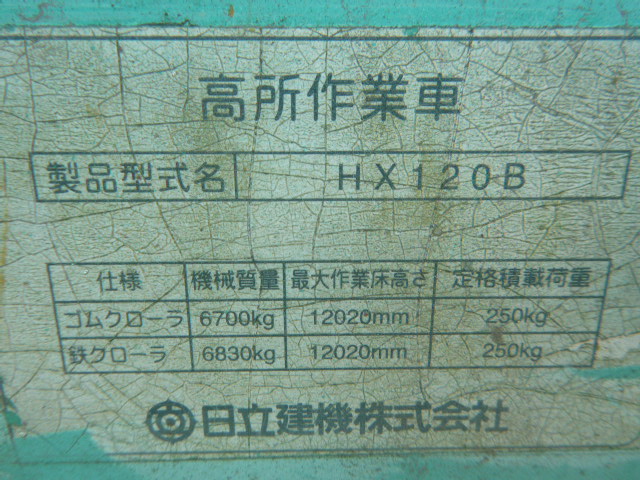 高所作業車
製品型式名 HX120B
仕様 機械質量 最大作業床高さ 定格積載荷重
ゴムクローラ 6700kg 12020mm 250kg
鉄クローラ 6830kg 12020mm 250kg
日立建機株式会社